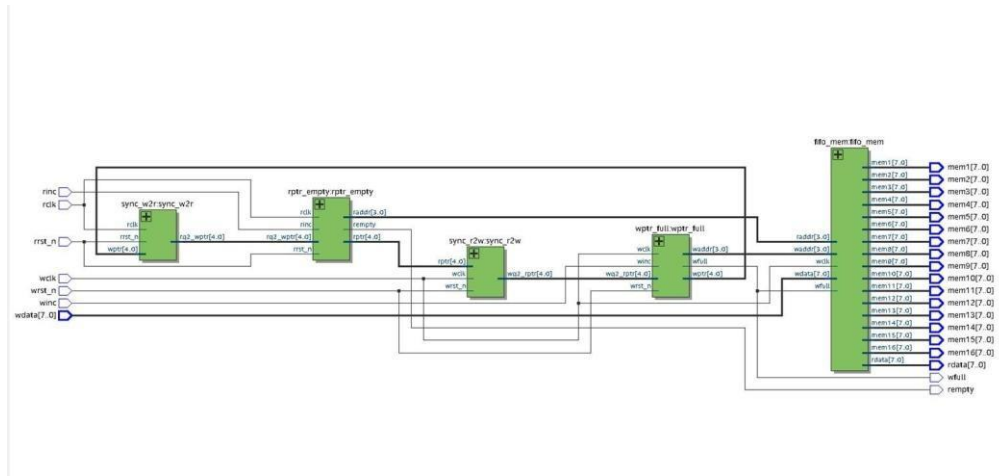 rinc
rclk
rrst_n
wclk
wrst_n
winc
wdata[7..0]
sync_w2r:sync_w2r
rclk
rrst_n
wptr[4..0]
rq2_wptr[4..0]
rptr_empty:rptr_empty
rclk
rinc
rq2_wptr[4..0]
rrst_n
raddr[3..0]
rempty
rptr[4..0]
sync_r2w:sync_r2w
rptr[4..0]
wclk
wrst_n
wq2_rptr[4..0]
wptr_full:wptr_full
wclk
winc
wq2_rptr[4..0]
wrst_n
waddr[3..0]
wfull
wptr[4..0]
fifo_mem:fifo_mem
raddr[3..0]
waddr[3..0]
wclk
wdata[7..0]
wfull
mem1[7..0]
mem2[7..0]
mem3[7..0]
mem4[7..0]
mem5[7..0]
mem6[7..0]
mem7[7..0]
mem8[7..0]
mem9[7..0]
mem10[7..0]
mem11[7..0]
mem12[7..0]
mem13[7..0]
mem14[7..0]
mem15[7..0]
mem16[7..0]
rdata[7..0]
mem1[7..0]
mem2[7..0]
mem3[7..0]
mem4[7..0]
mem5[7..0]
mem6[7..0]
mem7[7..0]
mem8[7..0]
mem9[7..0]
mem10[7..0]
mem11[7..0]
mem12[7..0]
mem13[7..0]
mem14[7..0]
mem15[7..0]
mem16[7..0]
rdata[7..0]
wfull
rempty